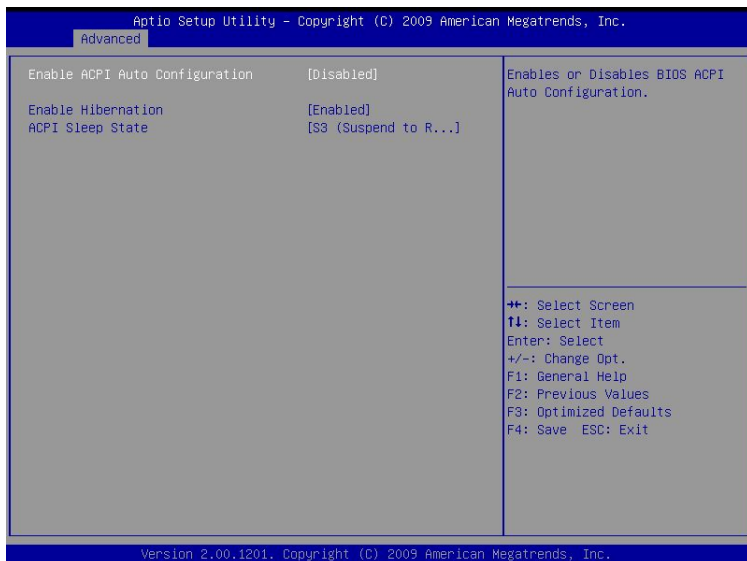 Aptio Setup Utility – Copyright (C) 2009 American Megatrends, Inc.
Advanced
Enable ACPI Auto Configuration [Disabled]
Enable Hibernation [Enabled]
ACPI Sleep State [S3 (Suspend to R...]
Enables or Disables BIOS ACPI
Auto Configuration.
→←: Select Screen
↑↓: Select Item
Enter: Select
+/-: Change Opt.
F1: General Help
F2: Previous Values
F3: Optimized Defaults
F4: Save ESC: Exit
Version 2.00.1201. Copyright (C) 2009 American Megatrends, Inc.